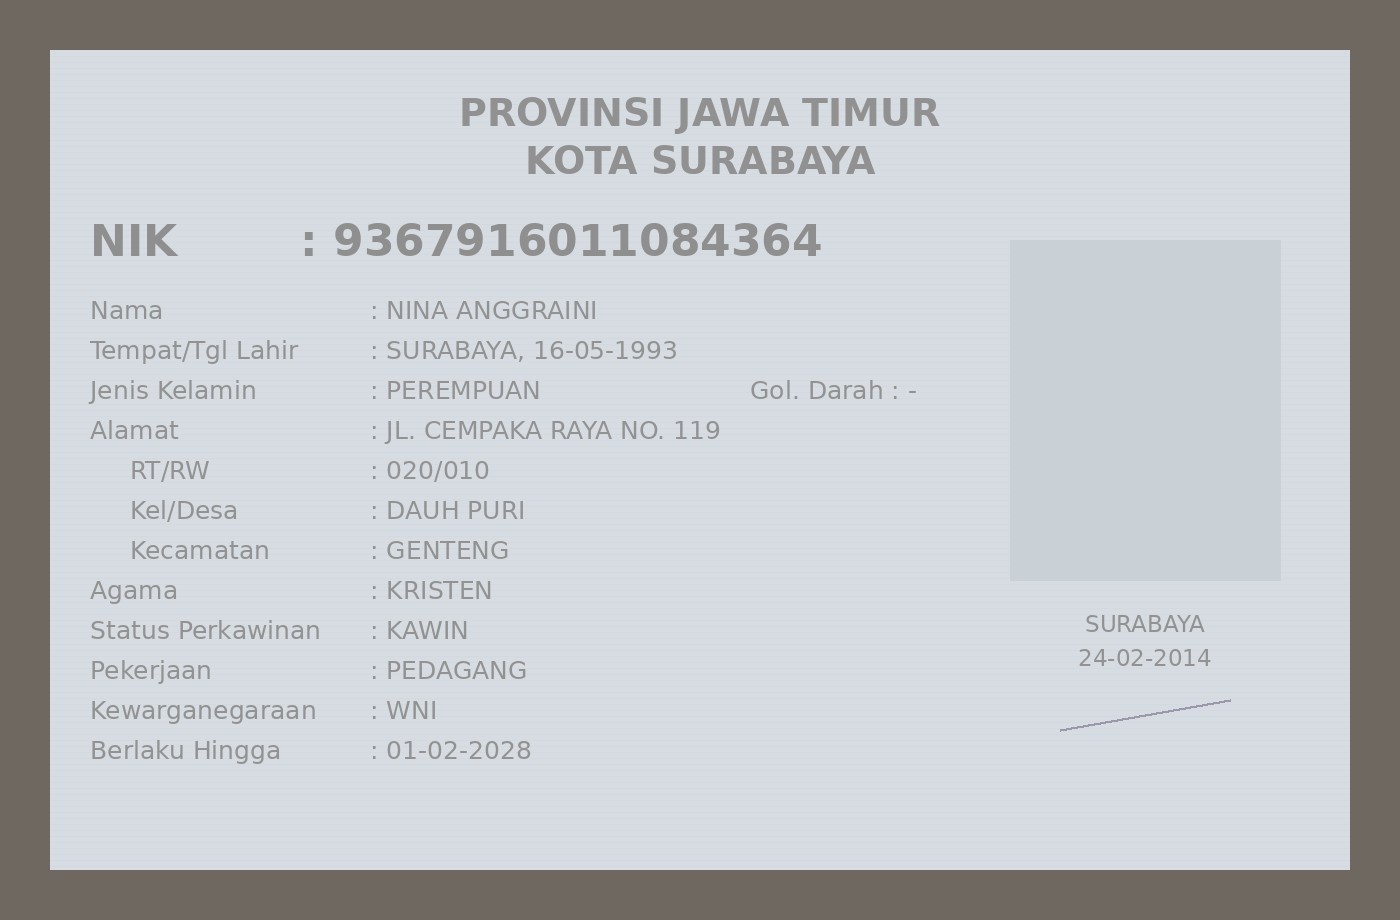 PROVINSI JAWA TIMUR
KOTA SURABAYA
NIK : 9367916011084364
Nama : NINA ANGGRAINI
Tempat/Tgl Lahir : SURABAYA, 16-05-1993
Jenis Kelamin : PEREMPUAN Gol. Darah : -
Alamat : JL. CEMPAKA RAYA NO. 119
RT/RW : 020/010
Kel/Desa : DAUH PURI
Kecamatan : GENTENG
Agama : KRISTEN
Status Perkawinan : KAWIN
Pekerjaan : PEDAGANG
Kewarganegaraan : WNI
Berlaku Hingga : 01-02-2028
SURABAYA
24-02-2014